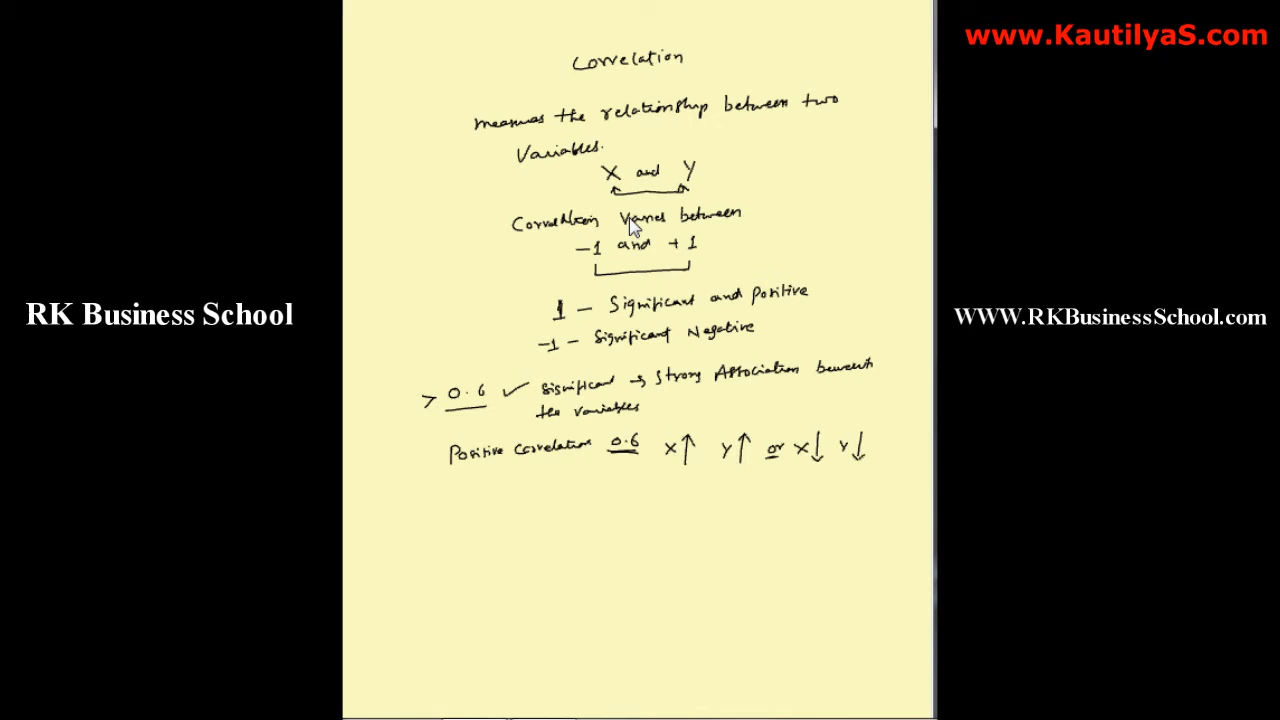 www.KautilyaS.com
Correlation
Measures the relationship between two
Variables.
X and Y
Correlation varies between
-1 and +1
RK Business School
WWW.RKBusinessSchool.com
1 - Significant and Positive
-1 - Significant Negative
> 0.6 ✓ Significant → Strong Association between
the variables
Positive Correlation 0.6 X↑ Y↑ or X↓ Y↓